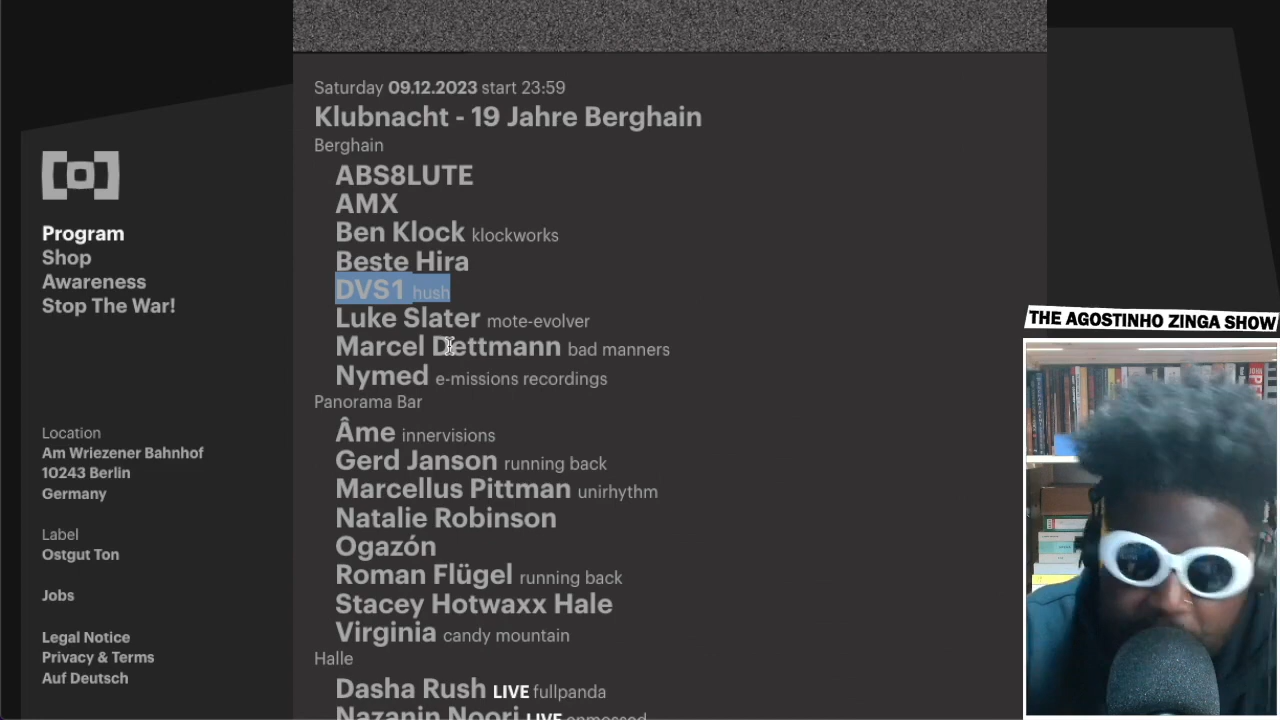 Saturday 09.12.2023 start 23:59
Klubnacht - 19 Jahre Berghain
Berghain
ABS8LUTE
AMX
Ben Klock klockworks
Beste Hira
DVS1 hush
Luke Slater mote-evolver
Marcel Dettmann bad manners
Nymed e-missions recordings
Panorama Bar
Âme innervisions
Gerd Janson running back
Marcellus Pittman unirhythm
Natalie Robinson
Ogazón
Roman Flügel running back
Stacey Hotwaxx Hale
Virginia candy mountain
Halle
Dasha Rush LIVE fullpanda
Nazanin Noori LIVE enmossed
Program
Shop
Awareness
Stop The War!
Location
Am Wriezener Bahnhof
10243 Berlin
Germany
Label
Ostgut Ton
Jobs
Legal Notice
Privacy & Terms
Auf Deutsch
THE AGOSTINHO ZINGA SHOW